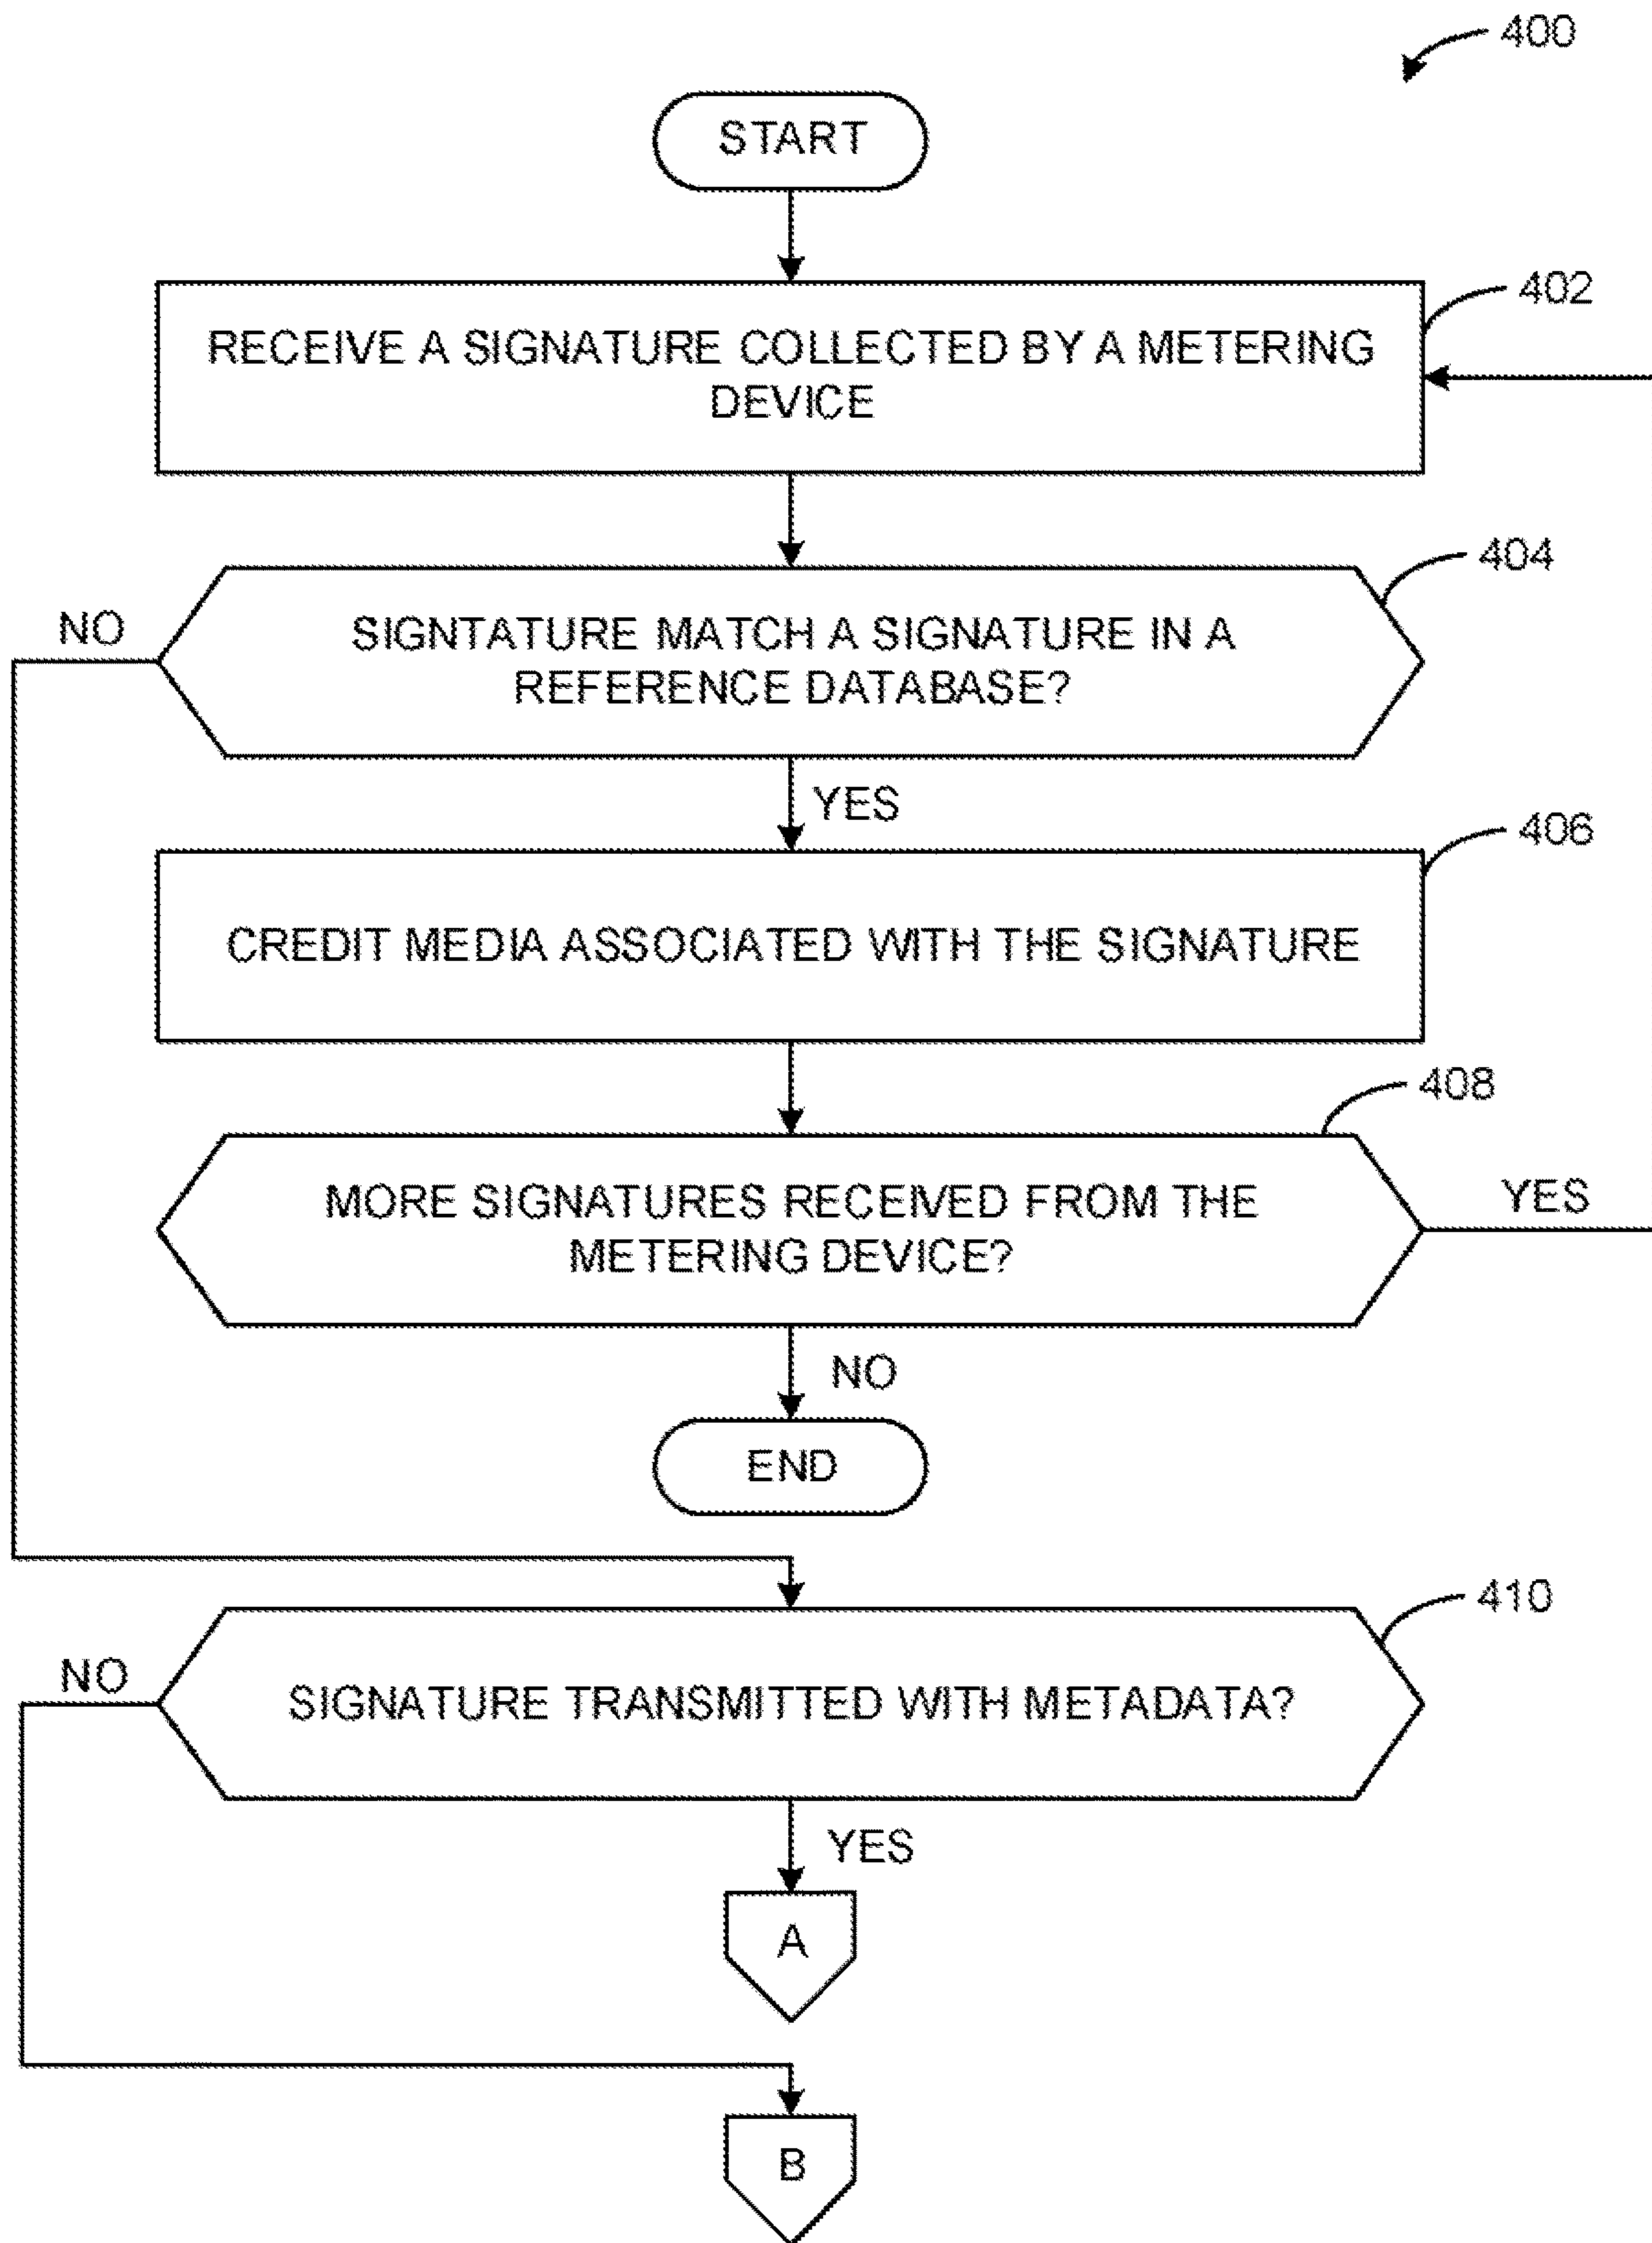 400
START
402
RECEIVE A SIGNATURE COLLECTED BY A METERING
DEVICE
404
NO
SIGNTATURE MATCH A SIGNATURE IN A
REFERENCE DATABASE?
YES
406
CREDIT MEDIA ASSOCIATED WITH THE SIGNATURE
408
MORE SIGNATURES RECEIVED FROM THE
METERING DEVICE?
YES
NO
END
410
NO
SIGNATURE TRANSMITTED WITH METADATA?
YES
A
B